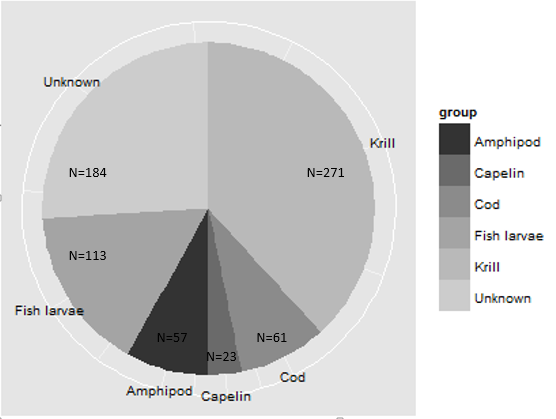 Unknown
Krill
N=184
N=271
N=113
Fish larvae
N=57
N=23
N=61
Amphipod
Capelin
Cod
group
Amphipod
Capelin
Cod
Fish larvae
Krill
Unknown